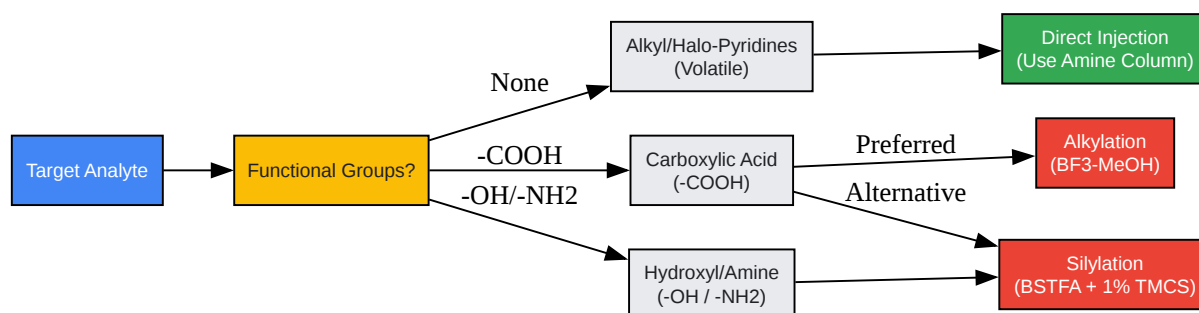 Alkyl/Halo-Pyridines
(Volatile)
Direct Injection
(Use Amine Column)
None
Target Analyte
Functional Groups?
-COOH
Carboxylic Acid
(-COOH)
Preferred
Alkylation
(BF3-MeOH)
-OH/-NH2
Alternative
Hydroxyl/Amine
(-OH / -NH2)
Silylation
(BSTFA + 1% TMCS)